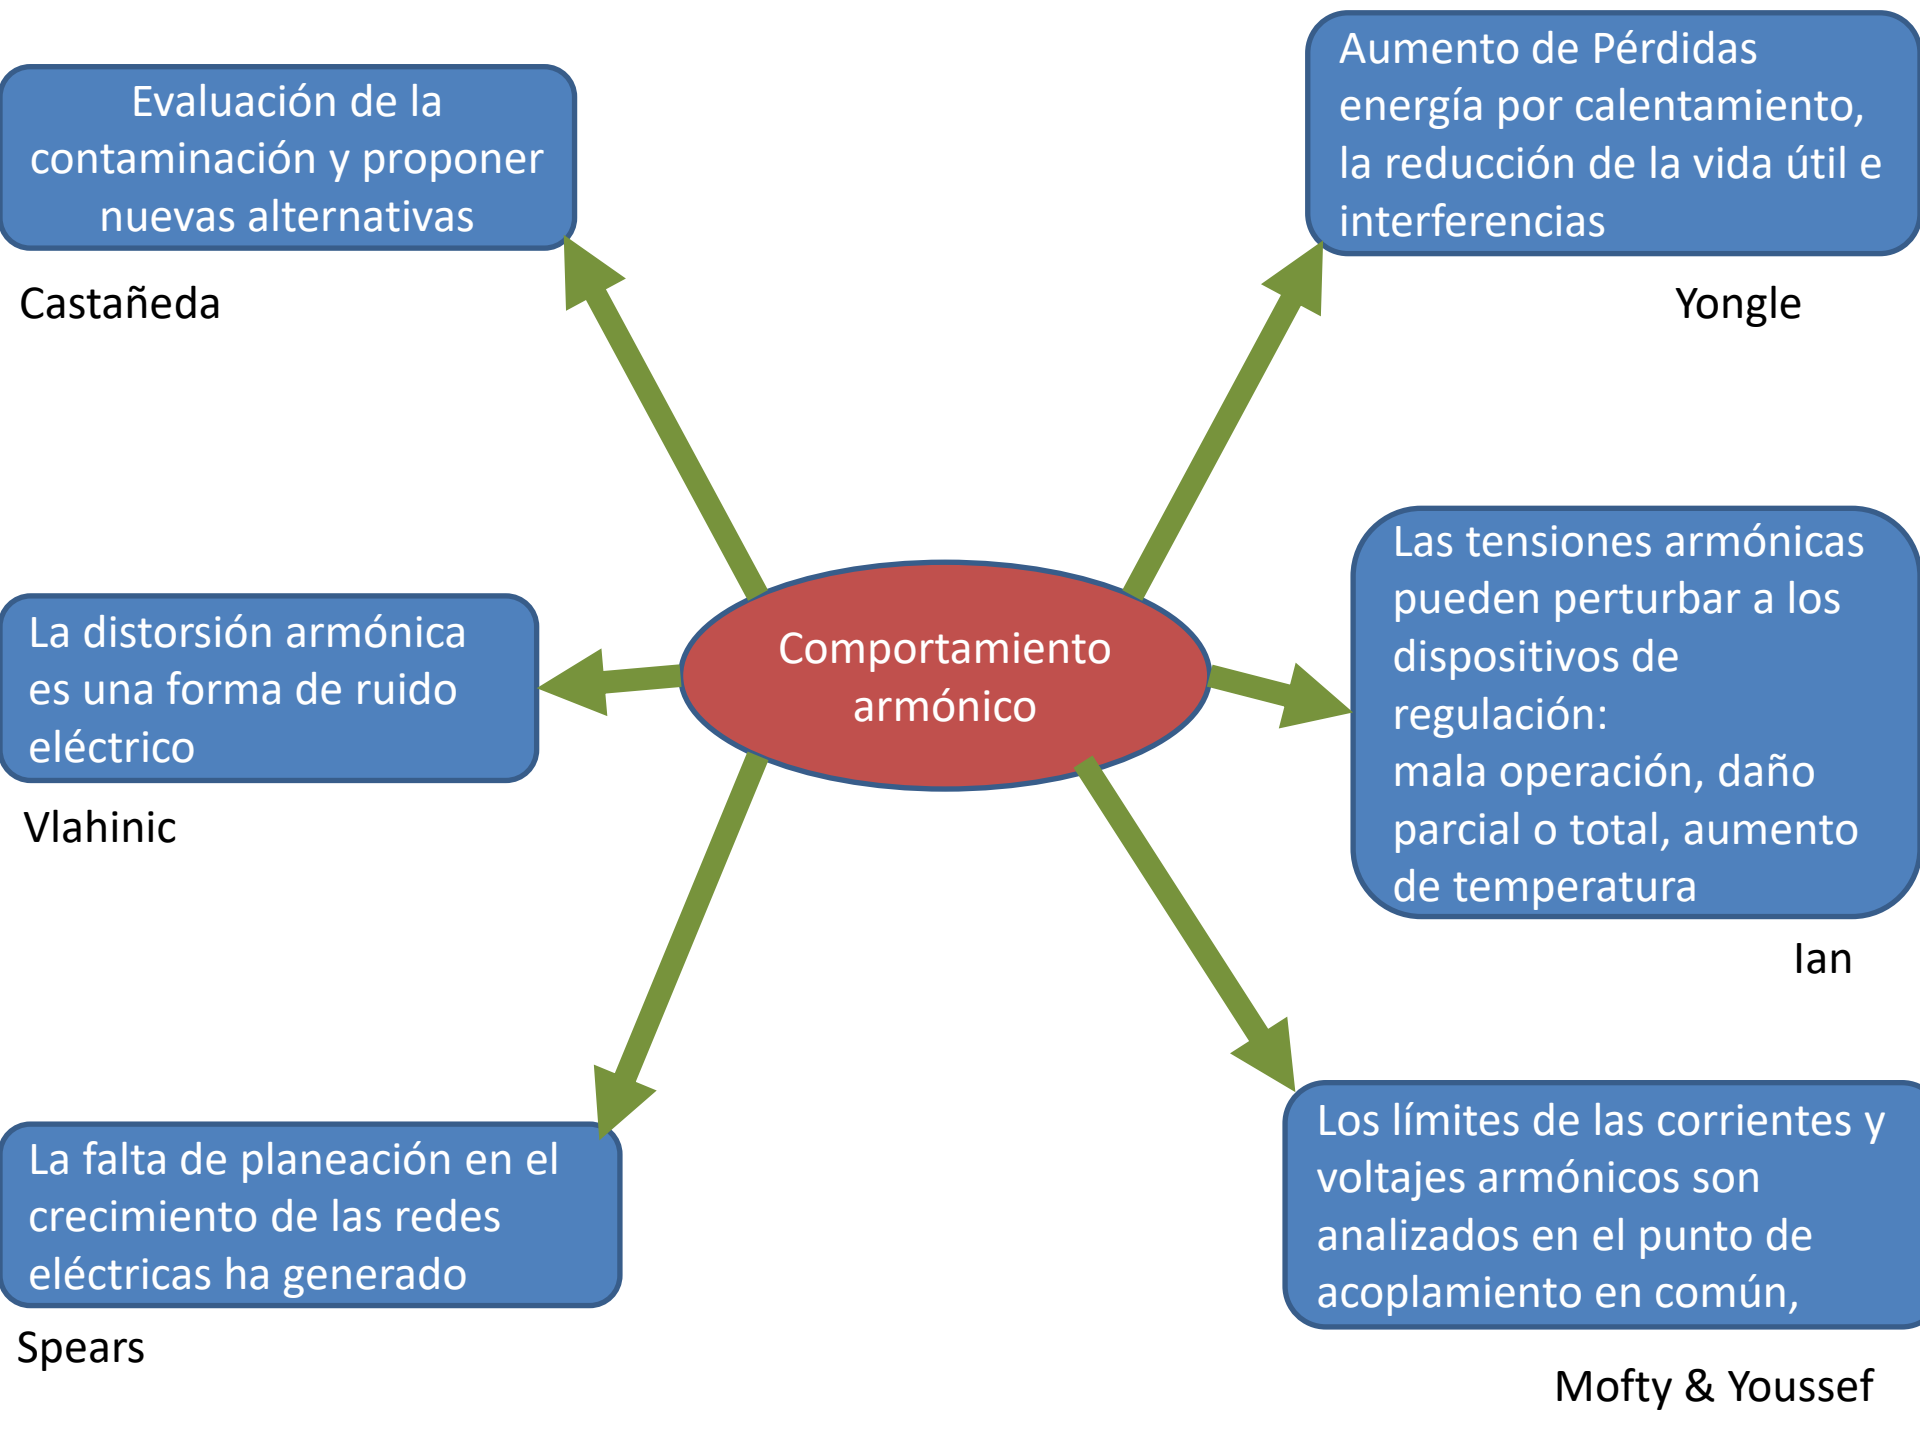 Evaluación de la
contaminación y proponer
nuevas alternativas
Castañeda
Aumento de Pérdidas
energía por calentamiento,
la reducción de la vida útil e
interferencias
Yongle
La distorsión armónica
es una forma de ruido
eléctrico
Vlahinic
Comportamiento
armónico
Las tensiones armónicas
pueden perturbar a los
dispositivos de
regulación:
mala operación, daño
parcial o total, aumento
de temperatura
Ian
La falta de planeación en el
crecimiento de las redes
eléctricas ha generado
Spears
Los límites de las corrientes y
voltajes armónicos son
analizados en el punto de
acoplamiento en común,
Mofty & Youssef